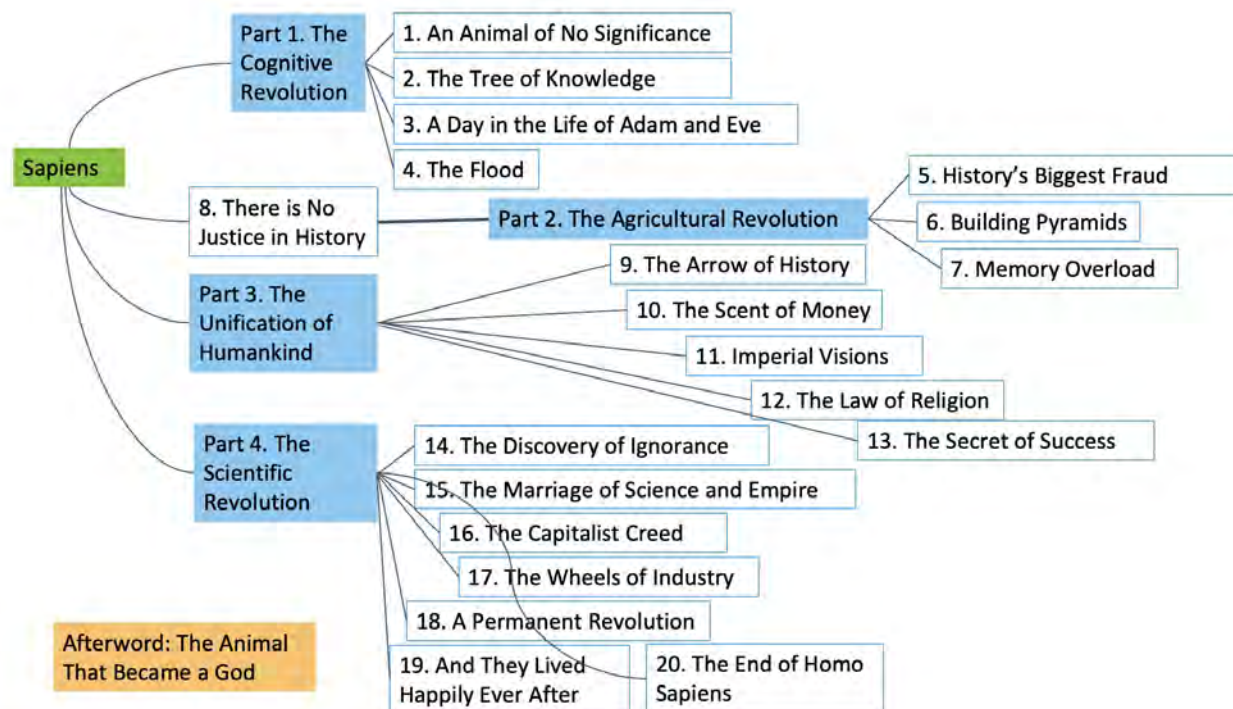 Sapiens
Part 1. The
Cognitive
Revolution
1. An Animal of No Significance
2. The Tree of Knowledge
3. A Day in the Life of Adam and Eve
4. The Flood
8. There is No
Justice in History
Part 2. The Agricultural Revolution
5. History’s Biggest Fraud
6. Building Pyramids
7. Memory Overload
Part 3. The
Unification of
Humankind
9. The Arrow of History
10. The Scent of Money
11. Imperial Visions
12. The Law of Religion
13. The Secret of Success
Part 4. The
Scientific
Revolution
14. The Discovery of Ignorance
15. The Marriage of Science and Empire
16. The Capitalist Creed
17. The Wheels of Industry
18. A Permanent Revolution
19. And They Lived
Happily Ever After
20. The End of Homo
Sapiens
Afterword: The Animal
That Became a God